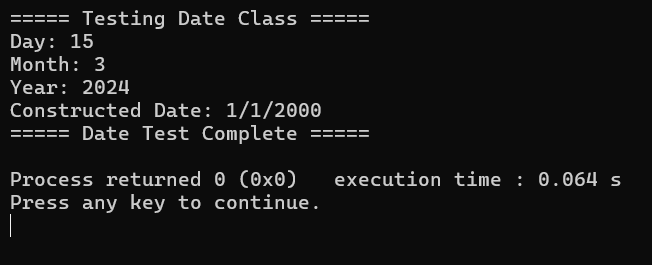 ===== Testing Date Class =====
Day: 15
Month: 3
Year: 2024
Constructed Date: 1/1/2000
===== Date Test Complete =====
Process returned 0 (0x0)   execution time : 0.064 s
Press any key to continue.